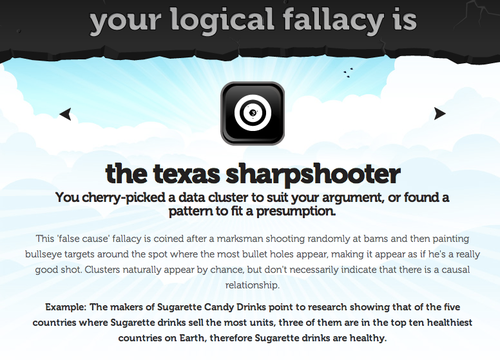 your logical fallacy is
the texas sharpshooter
You cherry-picked a data cluster to suit your argument, or found a
pattern to fit a presumption.
This 'false cause' fallacy is coined after a marksman shooting randomly at barns and then painting
bullseye targets around the spot where the most bullet holes appear, making it appear as if he's a really
good shot. Clusters naturally appear by chance, but don't necessarily indicate that there is a causal
relationship.
Example: The makers of Sugarette Candy Drinks point to research showing that of the five
countries where Sugarette drinks sell the most units, three of them are in the top ten healthiest
countries on Earth, therefore Sugarette drinks are healthy.